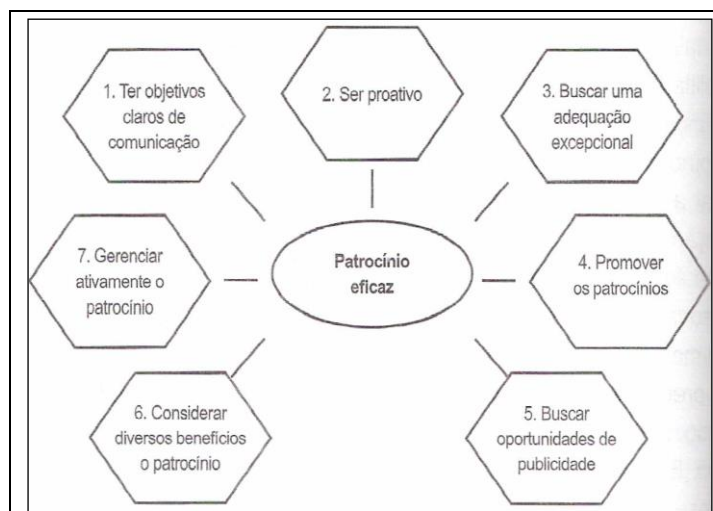 1. Ter objetivos
claros de
comunicação
2. Ser proativo
3. Buscar uma
adequação
excepcional
Patrocínio
eficaz
4. Promover
os patrocínios
5. Buscar
oportunidades de
publicidade
6. Considerar
diversos benefícios
o patrocínio
7. Gerenciar
ativamente o
patrocínio